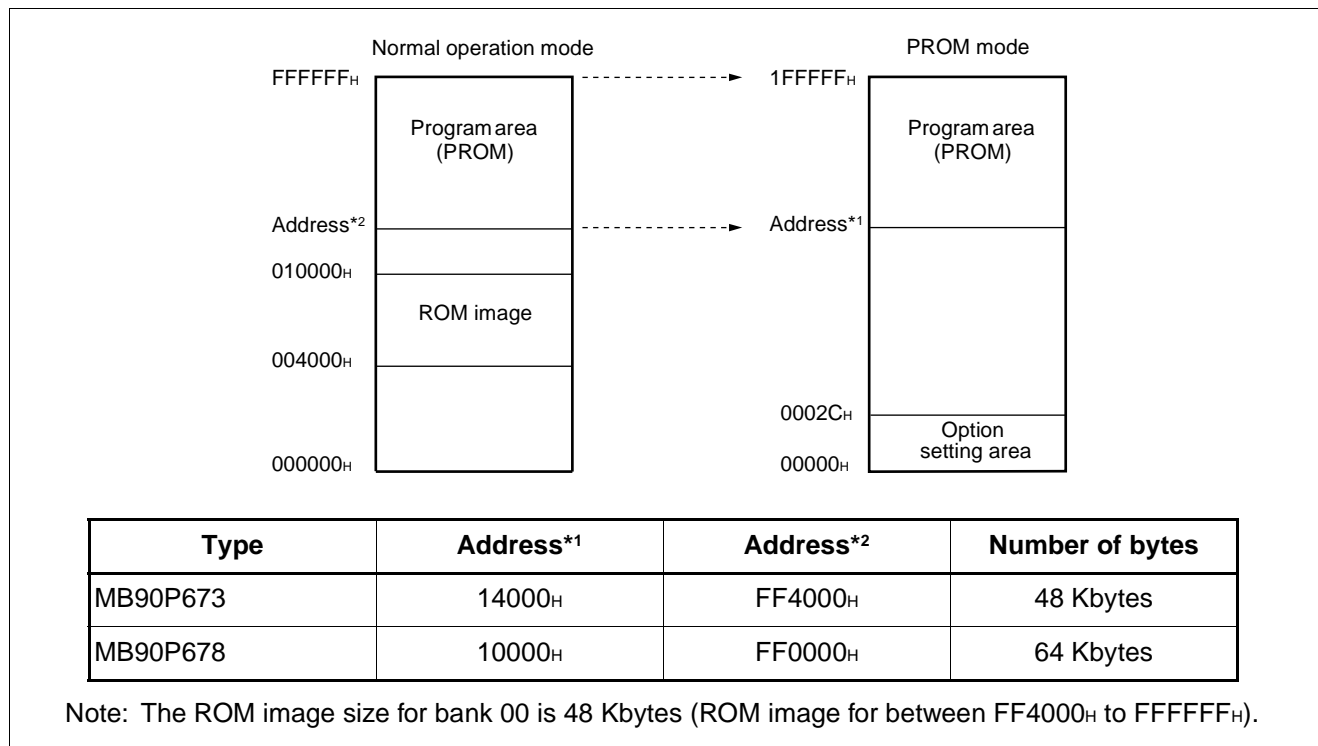 Normal operation mode
PROM mode
FFFFFFH
1FFFFFH
Program area
(PROM)
Program area
(PROM)
Address*2
Address*1
010000H
ROM image
004000H
0002CH
Option
setting area
000000H
00000H
Type Address*1 Address*2 Number of bytes
MB90P673 14000H FF4000H 48 Kbytes
MB90P678 10000H FF0000H 64 Kbytes
Note: The ROM image size for bank 00 is 48 Kbytes (ROM image for between FF4000H to FFFFFFH).